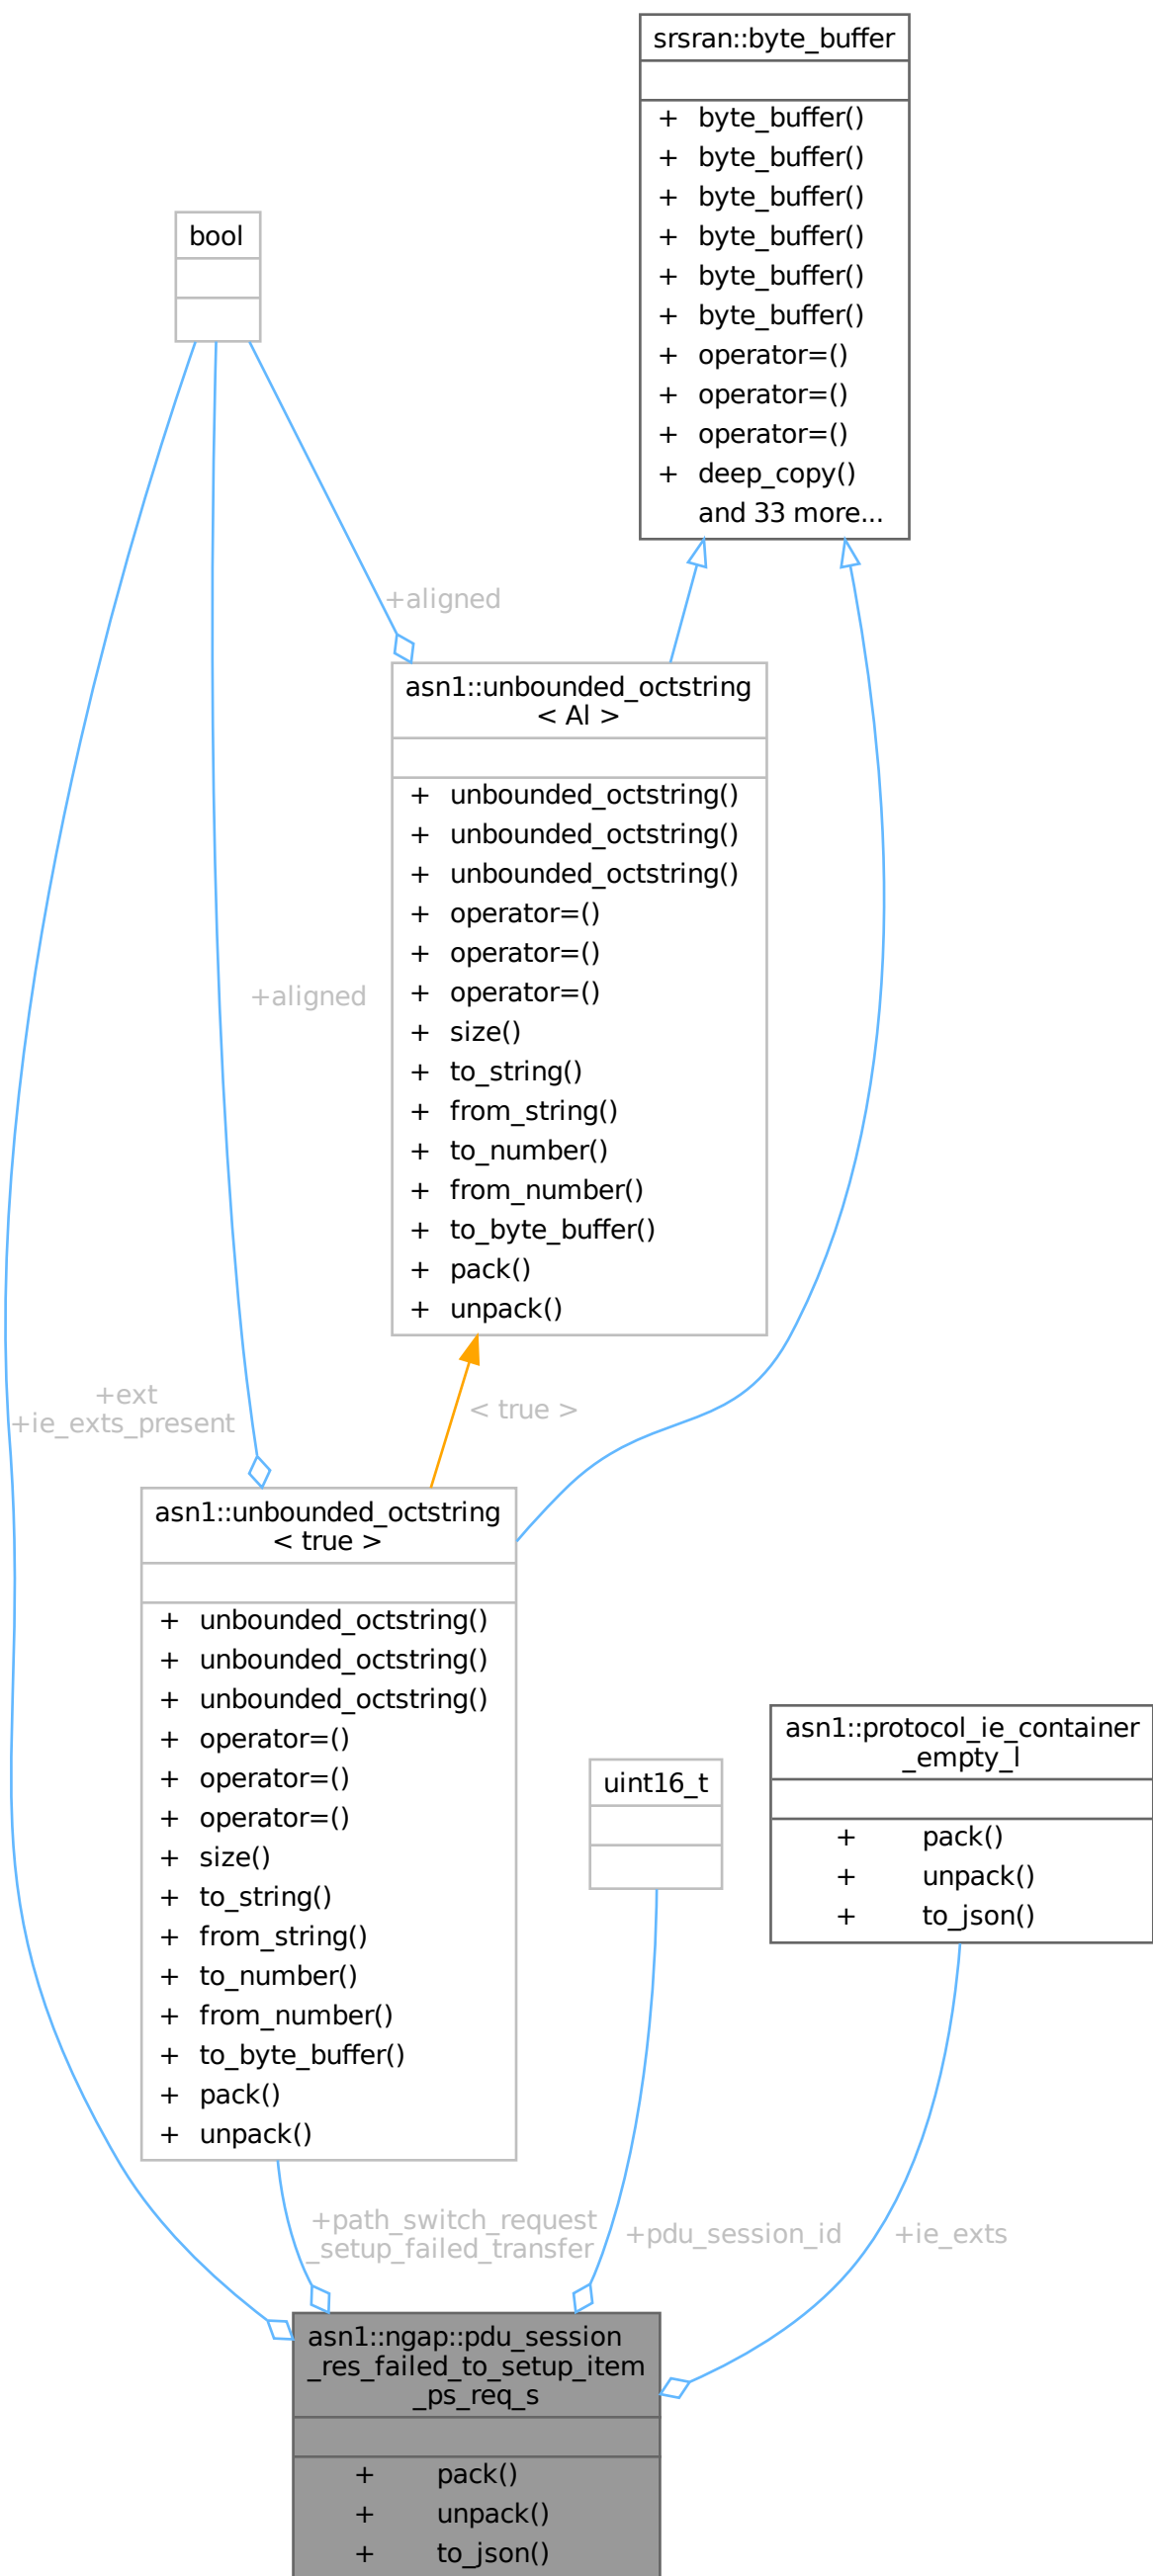 srsran::byte_buffer
+ byte_buffer()
+ byte_buffer()
+ byte_buffer()
+ byte_buffer()
+ byte_buffer()
+ byte_buffer()
+ operator=()
+ operator=()
+ operator=()
+ deep_copy()
and 33 more...
bool
+aligned
asn1::unbounded_octstring
< Al >
+ unbounded_octstring()
+ unbounded_octstring()
+ unbounded_octstring()
+ operator=()
+ operator=()
+ operator=()
+ size()
+ to_string()
+ from_string()
+ to_number()
+ from_number()
+ to_byte_buffer()
+ pack()
+ unpack()
+aligned
+ext
+ie_exts_present
< true >
asn1::unbounded_octstring
< true >
+ unbounded_octstring()
+ unbounded_octstring()
+ unbounded_octstring()
+ operator=()
+ operator=()
+ operator=()
+ size()
+ to_string()
+ from_string()
+ to_number()
+ from_number()
+ to_byte_buffer()
+ pack()
+ unpack()
uint16_t
asn1::protocol_ie_container
_empty_l
+ pack()
+ unpack()
+ to_json()
+path_switch_request
_setup_failed_transfer
+pdu_session_id
+ie_exts
asn1::ngap::pdu_session
_res_failed_to_setup_item
_ps_req_s
+ pack()
+ unpack()
+ to_json()